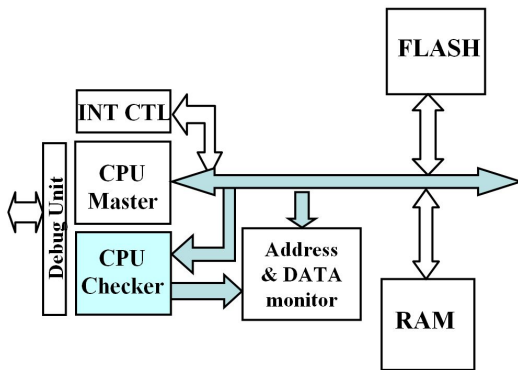 FLASH
INT CTL
CPU
Master
Debug Unit
CPU
Checker
Address
& DATA
monitor
RAM